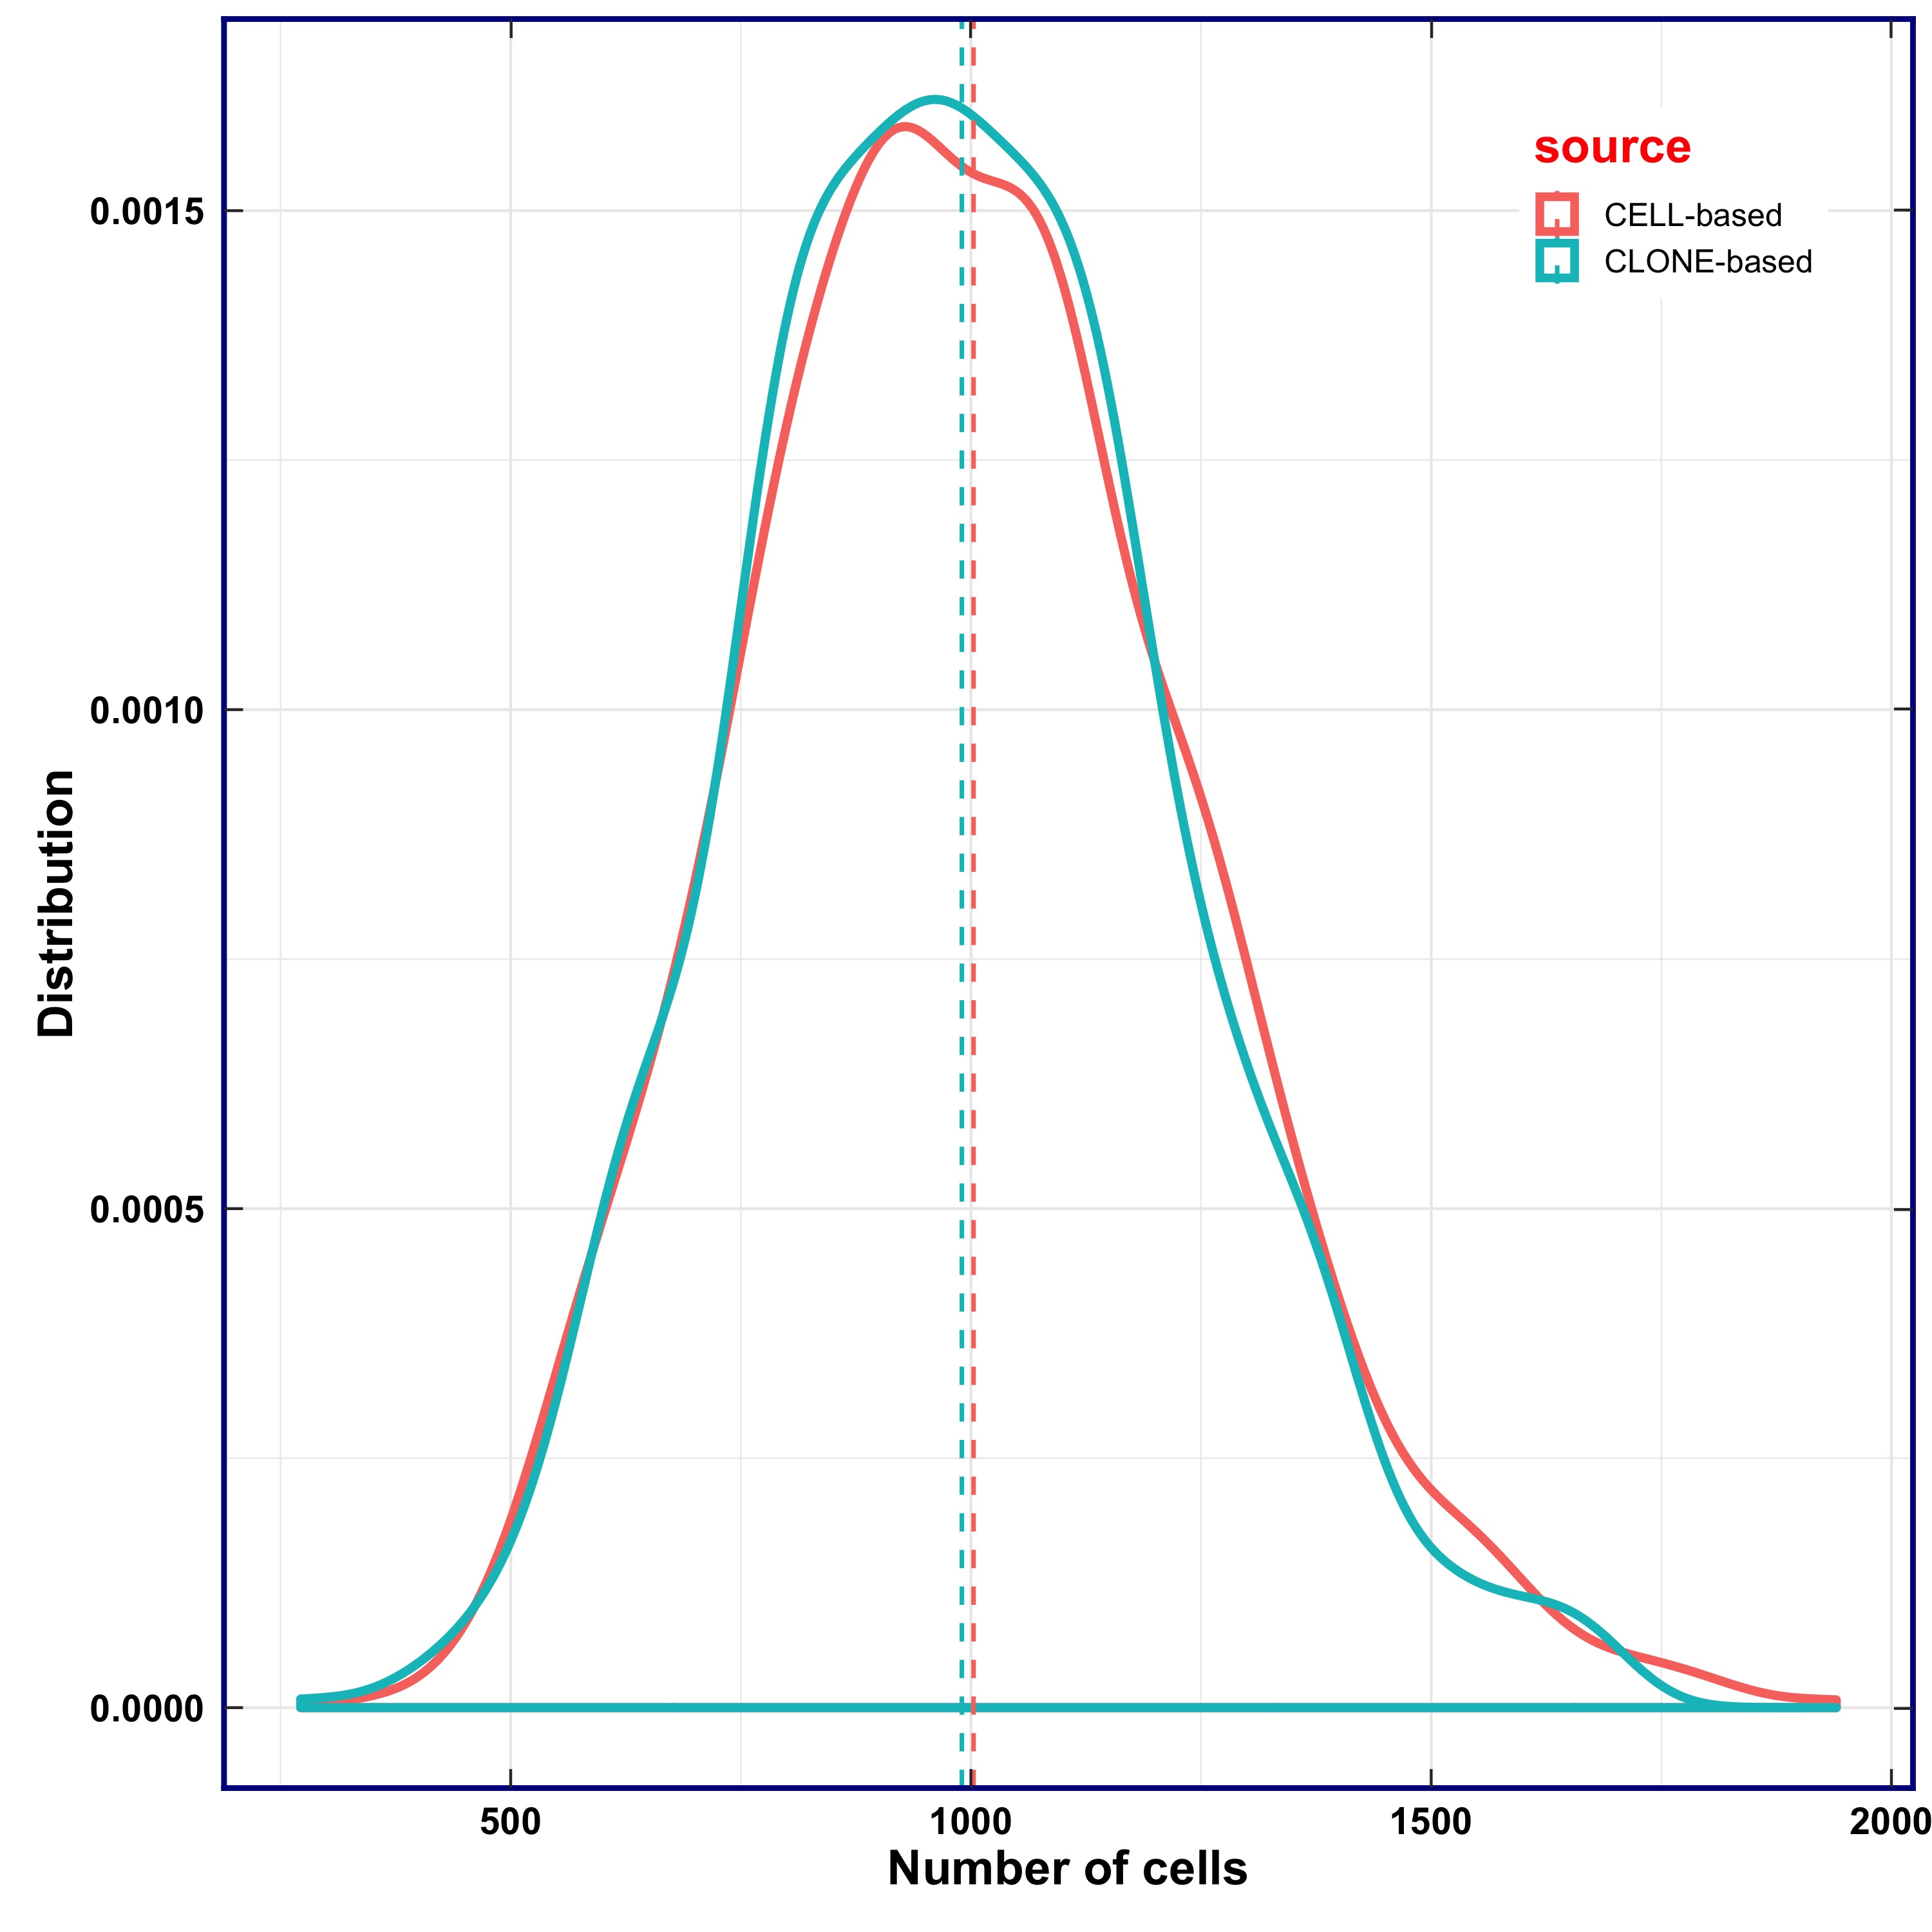 source
CELL-based
CLONE-based
0.0015
0.0010
0.0005
0.0000
Distribution
500 1000 1500 2000
Number of cells